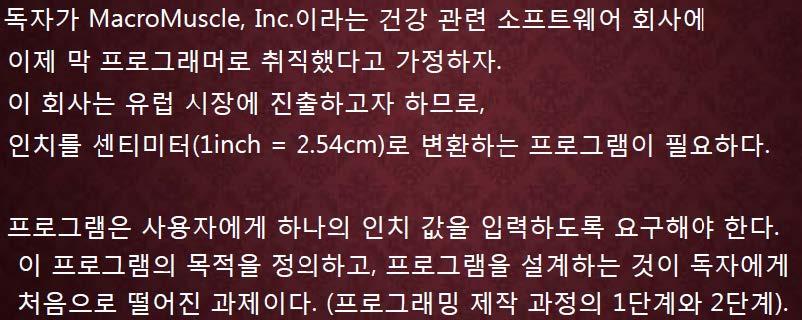 독자가 MacroMuscle, Inc.이라는 건강 관련 소프트웨어 회사에
이제 막 프로그래머로 취직했다고 가정하자.
이 회사는 유럽 시장에 진출하고자 하므로,
인치를 센티미터(1inch = 2.54cm)로 변환하는 프로그램이 필요하다.
프로그램은 사용자에게 하나의 인치 값을 입력하도록 요구해야 한다.
이 프로그램의 목적을 정의하고, 프로그램을 설계하는 것이 독자에게
처음으로 떨어진 과제이다. (프로그래밍 제작 과정의 1단계와 2단계).